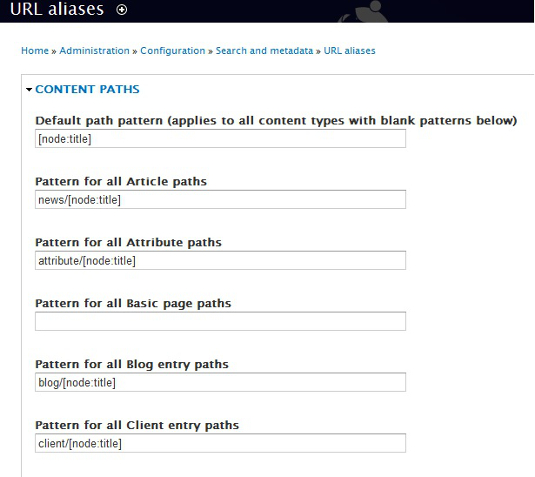 URL aliases
Home » Administration » Configuration » Search and metadata » URL aliases
CONTENT PATHS
Default path pattern (applies to all content types with blank patterns below)
[node:title]
Pattern for all Article paths
news/[node:title]
Pattern for all Attribute paths
attribute/[node:title]
Pattern for all Basic page paths
Pattern for all Blog entry paths
blog/[node:title]
Pattern for all Client entry paths
client/[node:title]